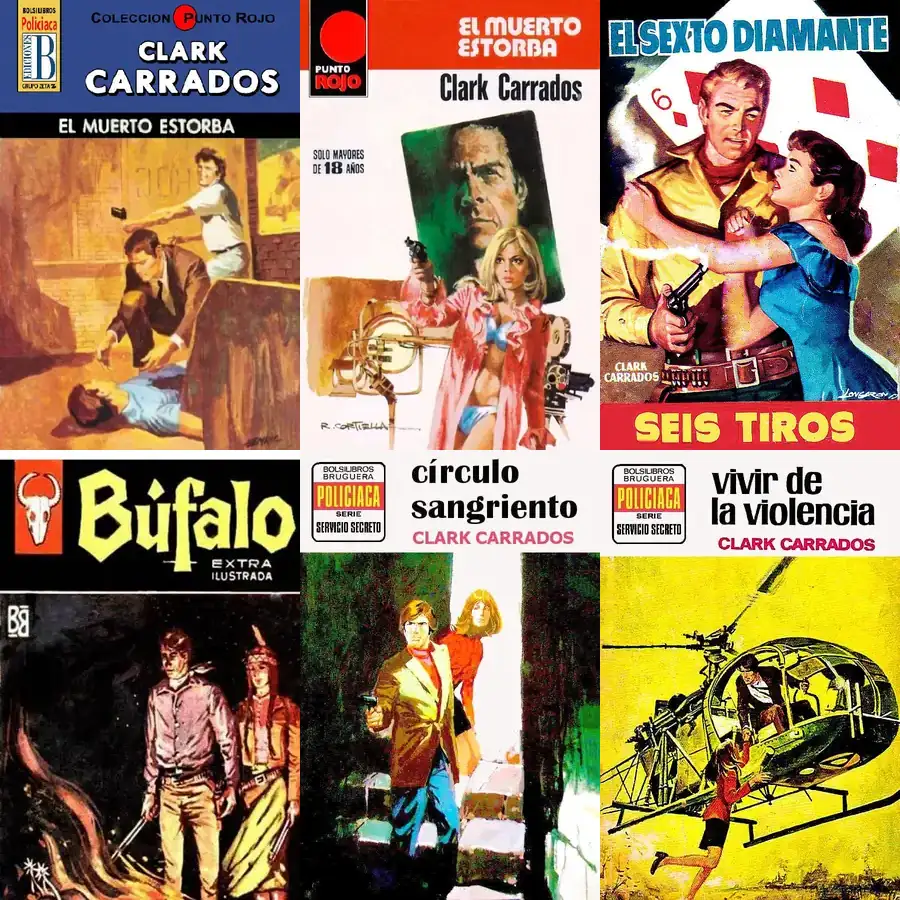 BOLSILIBROS
Policiaca
EDICIONES
B
GRUPO ZETA
COLECCION PUNTO ROJO
CLARK
CARRADOS
EL MUERTO ESTORBA
PUNTO
ROJO
EL MUERTO
ESTORBA
Clark Carrados
SOLO MAYORES
DE 18 AÑOS
R. CORTIELLA
EL SEXTO DIAMANTE
6
CLARK
CARRADOS
LONGERON
SEIS TIROS
Búfalo
EXTRA
ILUSTRADA
BB
BOLSILIBROS
BRUGUERA
POLICIACA
SERIE
SERVICIO SECRETO
círculo
sangriento
CLARK CARRADOS
BOLSILIBROS
BRUGUERA
POLICIACA
SERIE
SERVICIO SECRETO
vivir de
la violencia
CLARK CARRADOS